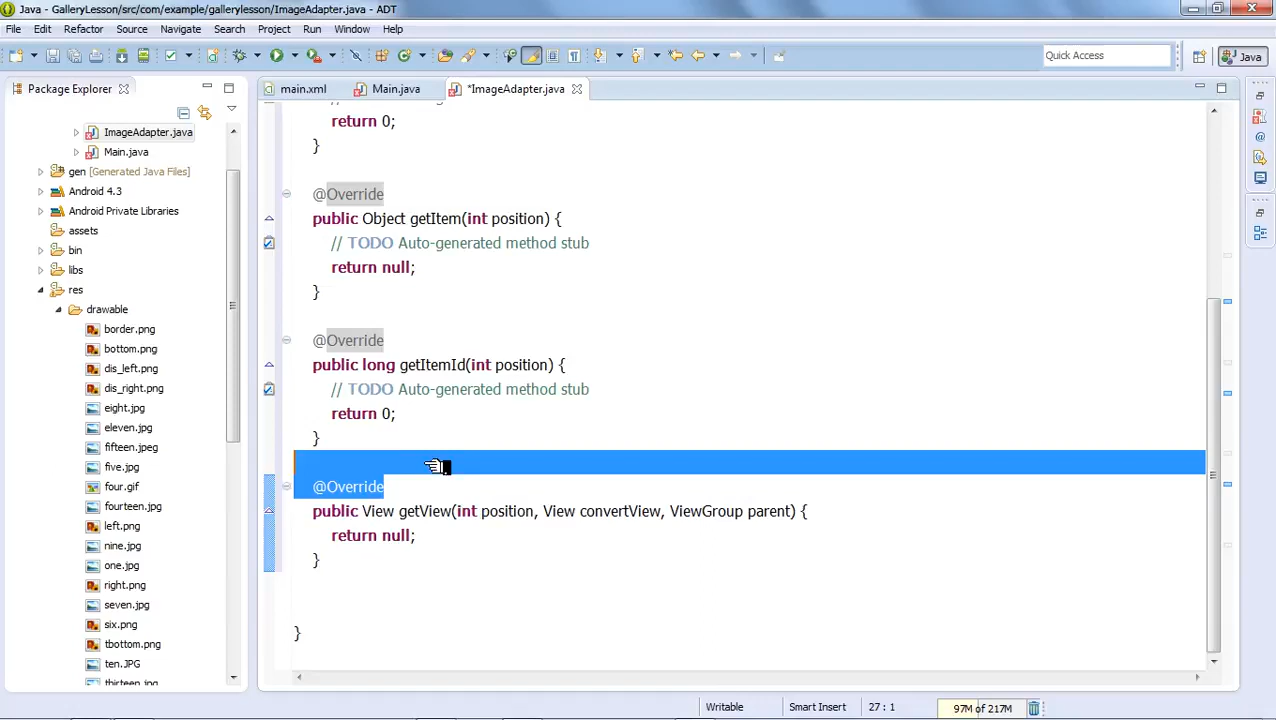 Java - GalleryLesson/src/com/example/gallerylesson/ImageAdapter.java - ADT
File Edit Refactor Source Navigate Search Project Run Window Help
Quick Access
Java
Package Explorer
main.xml
Main.java
*ImageAdapter.java
ImageAdapter.java
Main.java
gen [Generated Java Files]
Android 4.3
Android Private Libraries
assets
bin
libs
res
drawable
border.png
bottom.png
dis_left.png
dis_right.png
eight.jpg
eleven.jpg
fifteen.jpeg
five.jpg
four.gif
fourteen.jpg
left.png
nine.jpg
one.jpg
right.png
seven.jpg
six.png
tbottom.png
ten.JPG
thirteen.jpg
return 0;
}
@Override
public Object getItem(int position) {
// TODO Auto-generated method stub
return null;
}
@Override
public long getItemId(int position) {
// TODO Auto-generated method stub
return 0;
}
@Override
public View getView(int position, View convertView, ViewGroup parent) {
return null;
}
}
Writable
Smart Insert
27 : 1
97M of 217M